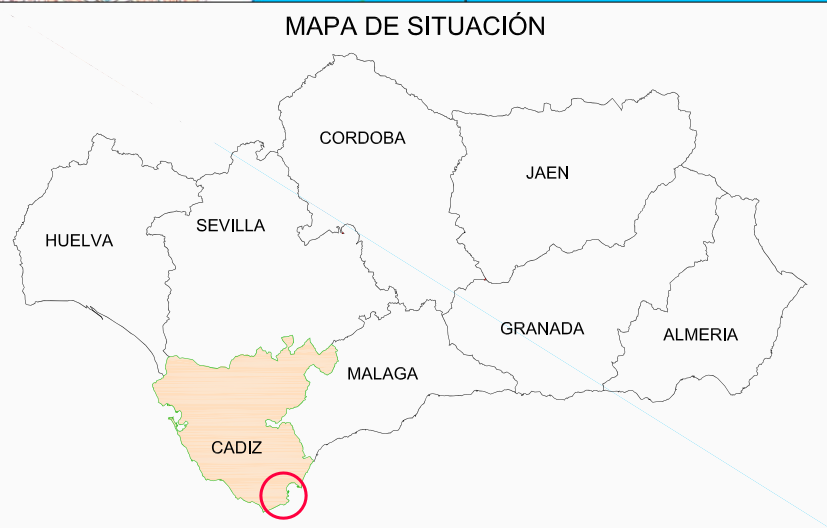 MAPA DE SITUACIÓN
CORDOBA
JAEN
SEVILLA
HUELVA
GRANADA
ALMERIA
MALAGA
CADIZ